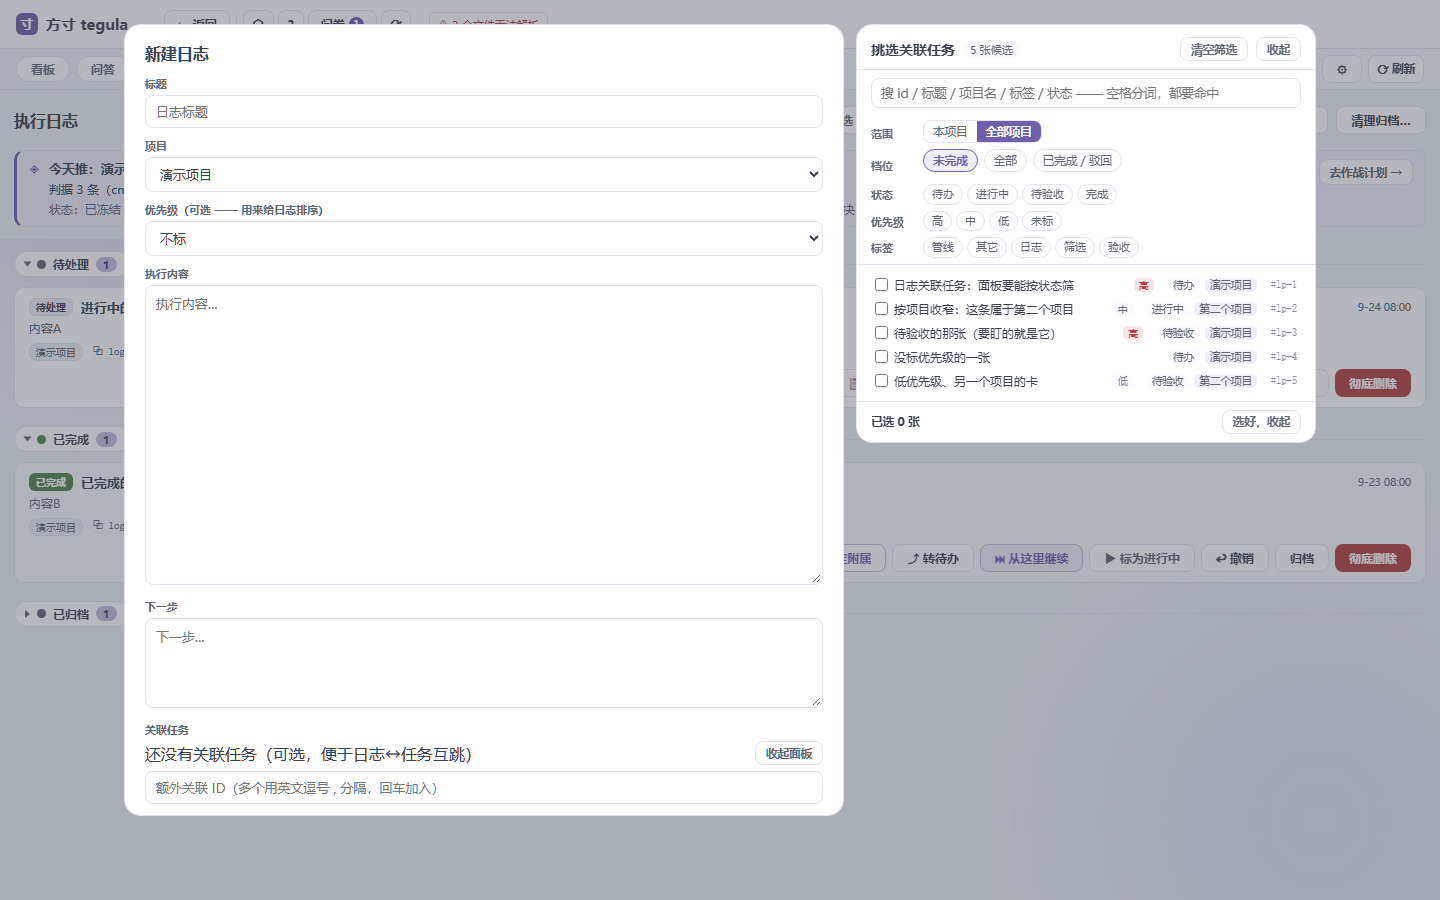 寸 方寸 tegula
看板 问答
刷新
执行日志
清理归档...
今天推：演示
判据 3 条（cm
状态：已冻结
去作战计划 →
待处理 1
待处理 进行中的
9-24 08:00
内容A
演示项目 log
彻底删除
已完成 1
已完成 已完成的
9-23 08:00
内容B
演示项目 log
定附属 转待办 从这里继续 标为进行中 撤销 归档 彻底删除
已归档 1
新建日志
标题
日志标题
项目
演示项目
优先级（可选 —— 用来给日志排序）
不标
执行内容
执行内容...
下一步
下一步...
关联任务
还没有关联任务（可选，便于日志↔任务互跳）
收起面板
额外关联 ID（多个用英文逗号 , 分隔，回车加入）
挑选关联任务 5 张候选 清空筛选 收起
搜 id / 标题 / 项目名 / 标签 / 状态 —— 空格分词，都要命中
范围 本项目 全部项目
档位 未完成 全部 已完成 / 驳回
状态 待办 进行中 待验收 完成
优先级 高 中 低 未标
标签 管线 其它 日志 筛选 验收
日志关联任务：面板要能按状态筛 高 待办 演示项目 #lp-1
按项目收窄：这条属于第二个项目 中 进行中 第二个项目 #lp-2
待验收的那张（要盯的就是它） 高 待验收 演示项目 #lp-3
没标优先级的一张 待办 演示项目 #lp-4
低优先级、另一个项目的卡 低 待验收 第二个项目 #lp-5
已选 0 张 选好，收起